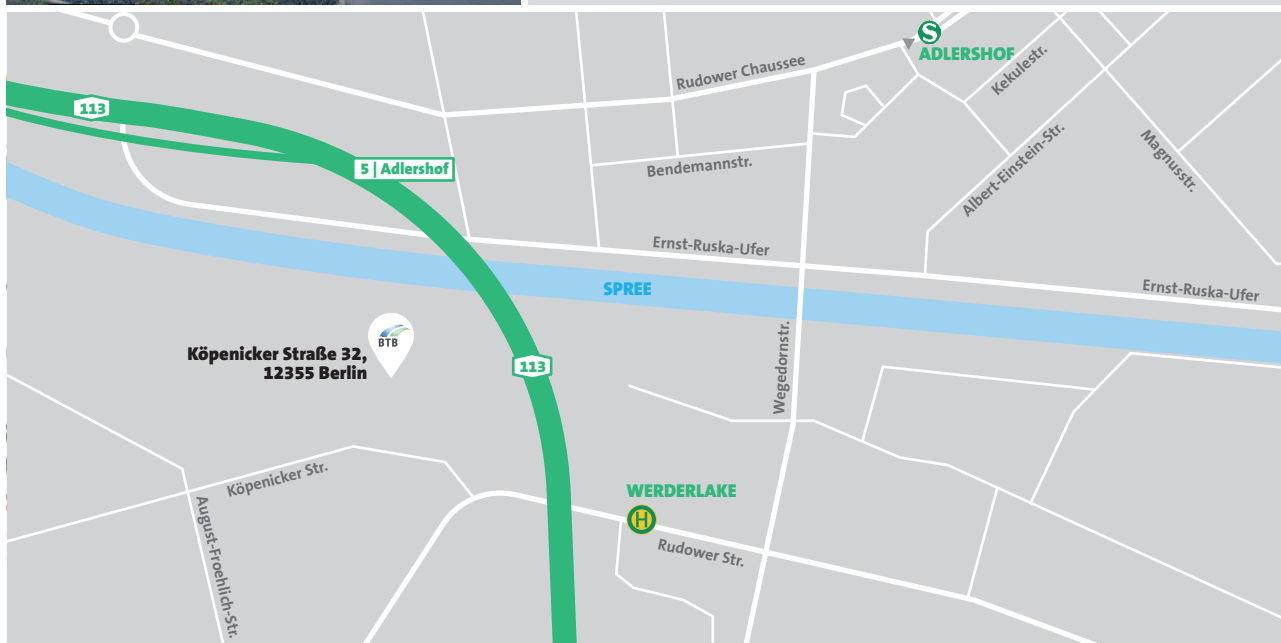 S
ADLERSHOF
Kekulestr.
Rudower Chaussee
113
Albert-Einstein-Str.
Magnusstr.
5 | Adlershof
Bendemannstr.
Ernst-Ruska-Ufer
SPREE
Ernst-Ruska-Ufer
BTB
Köpenicker Straße 32,
12355 Berlin
113
Wegedornstr.
Köpenicker Str.
WERDERLAKE
H
August-Froehlich-Str.
Rudower Str.